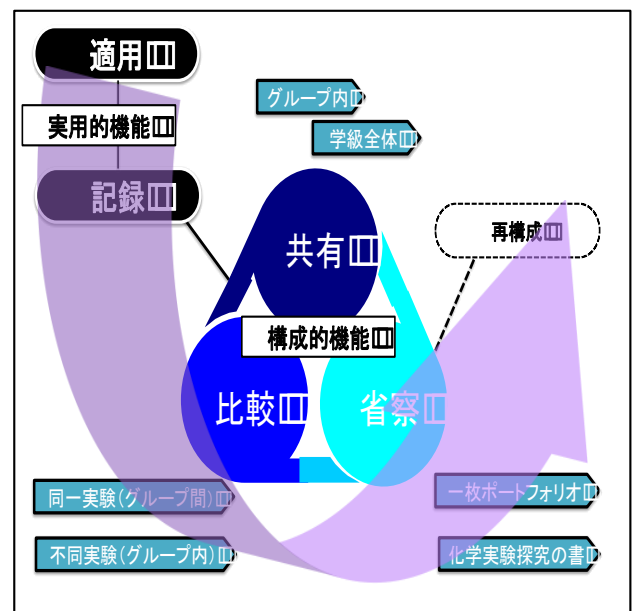 適用
グループ内
実用的機能
学級全体
記録
再構成
共有
構成的機能
比較
省察
同一実験(グループ間)
一枚ポートフォリオ
不同実験(グループ内)
化学実験探究の書